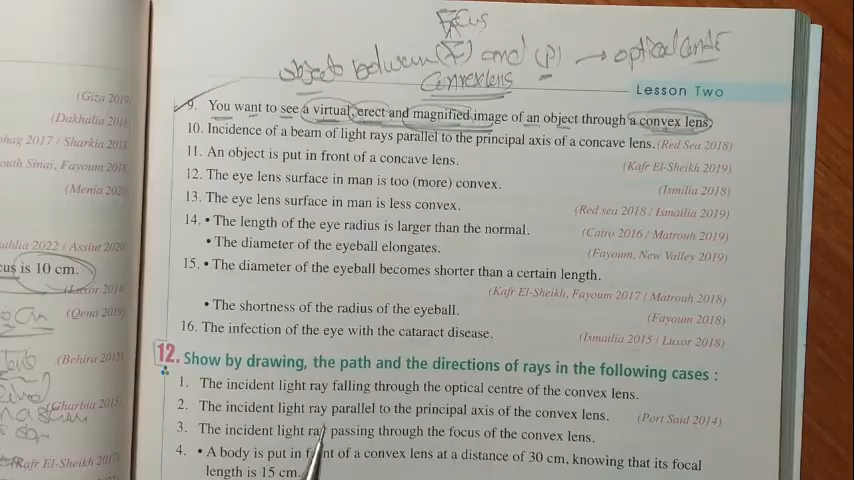 Focus
object between (F) and (P) → optical center
Convex lens
Lesson Two
(Giza 2019)
9. You want to see a virtual, erect and magnified image of an object through a convex lens.
(Dakahlia 2018)
10. Incidence of a beam of light rays parallel to the principal axis of a concave lens. (Red Sea 2018)
2017 / Sharkia 2018
11. An object is put in front of a concave lens. (Kafr El-Sheikh 2019)
Sinai, Fayoum 2018
12. The eye lens surface in man is too (more) convex. (Ismilia 2018)
(Menia 2020)
13. The eye lens surface in man is less convex. (Red sea 2018 / Ismailia 2019)
14. • The length of the eye radius is larger than the normal. (Cairo 2016 / Matrouh 2019)
2022 / Assiut 2020
• The diameter of the eyeball elongates. (Fayoum, New Valley 2019)
is 10 cm.
15. • The diameter of the eyeball becomes shorter than a certain length.
(Luxor 2014)
(Kafr El-Sheikh, Fayoum 2017 / Matrouh 2018)
(Qena 2019)
• The shortness of the radius of the eyeball. (Fayoum 2018)
16. The infection of the eye with the cataract disease. (Ismailia 2015 / Luxor 2018)
(Behira 2015)
12. Show by drawing, the path and the directions of rays in the following cases :
1. The incident light ray falling through the optical centre of the convex lens.
(Gharbia 2015)
2. The incident light ray parallel to the principal axis of the convex lens. (Port Said 2014)
3. The incident light ray passing through the focus of the convex lens.
Kafr El-Sheikh 2017
4. • A body is put in front of a convex lens at a distance of 30 cm, knowing that its focal
length is 15 cm.